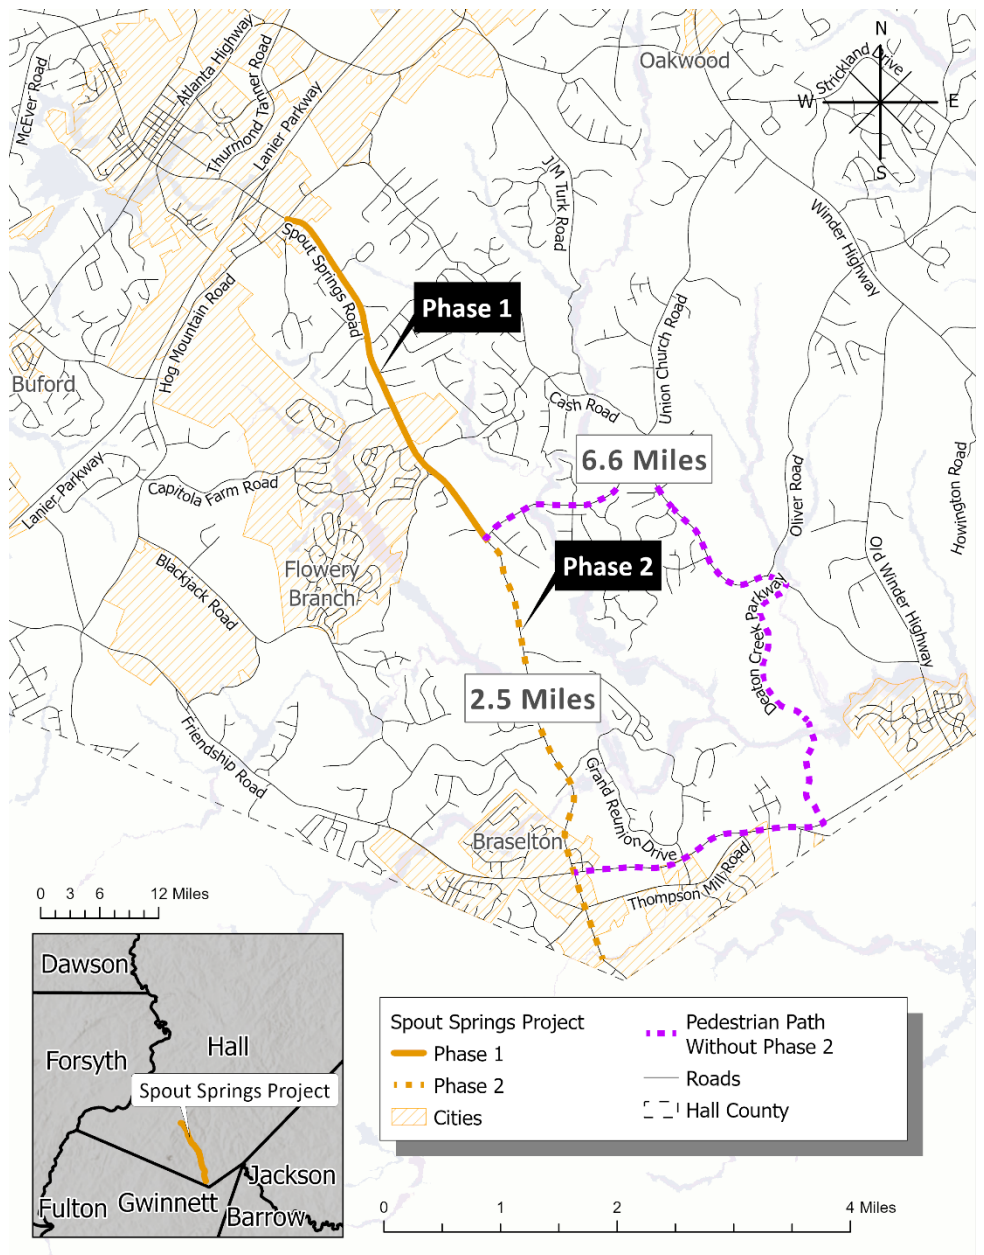 Oakwood
N
W
E
S
Strickland Drive
McEver Road
Atlanta Highway
Thurmond Tanner Road
Lanier Parkway
J M Turk Road
Winder Highway
Spout Springs Road
Phase 1
Hog Mountain Road
Union Church Road
Buford
Cash Road
6.6 Miles
Lanier Parkway
Capitola Farm Road
Oliver Road
Howington Road
Old Winder Highway
Blackjack Road
Flowery
Branch
Phase 2
Deaton Creek Parkway
2.5 Miles
Friendship Road
Grand Reunion Drive
Braselton
Thompson Mill Road
0 3 6 12 Miles
Dawson
Forsyth
Hall
Spout Springs Project
Jackson
Fulton
Gwinnett
Barrow
Spout Springs Project
Phase 1
Phase 2
Cities
Pedestrian Path
Without Phase 2
Roads
Hall County
0 1 2 4 Miles